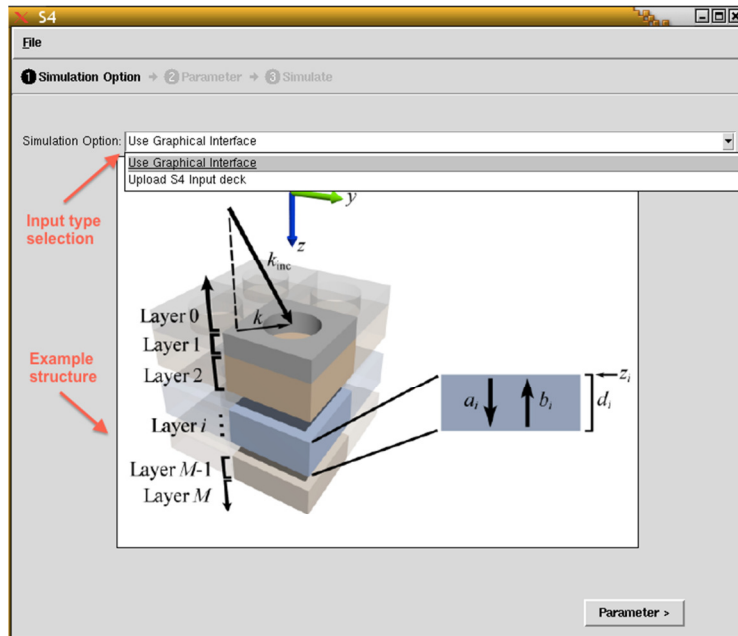 S4
File
1 Simulation Option → 2 Parameter → 3 Simulate
Simulation Option: Use Graphical Interface
Use Graphical Interface
Upload S4 Input deck
Input type
selection
y
z
k_inc
k
Layer 0
Layer 1
Layer 2
Layer i
Layer M-1
Layer M
Example
structure
a_i
b_i
z_i
d_i
Parameter >